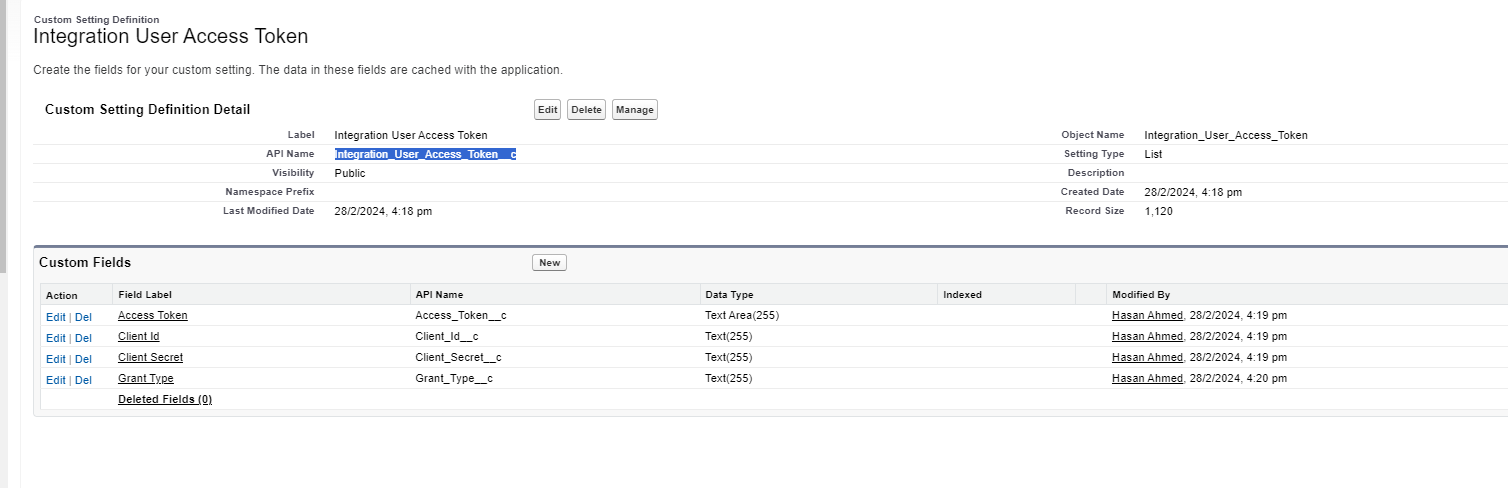 Custom Setting Definition
Integration User Access Token
Create the fields for your custom setting. The data in these fields are cached with the application.
Custom Setting Definition Detail Edit Delete Manage
Label Integration User Access Token Object Name Integration_User_Access_Token
API Name Integration_User_Access_Token__c Setting Type List
Visibility Public Description
Namespace Prefix Created Date 28/2/2024, 4:18 pm
Last Modified Date 28/2/2024, 4:18 pm Record Size 1,120
Custom Fields New
Action Field Label API Name Data Type Indexed Modified By
Edit | Del Access Token Access_Token__c Text Area(255) Hasan Ahmed, 28/2/2024, 4:19 pm
Edit | Del Client Id Client_Id__c Text(255) Hasan Ahmed, 28/2/2024, 4:19 pm
Edit | Del Client Secret Client_Secret__c Text(255) Hasan Ahmed, 28/2/2024, 4:19 pm
Edit | Del Grant Type Grant_Type__c Text(255) Hasan Ahmed, 28/2/2024, 4:20 pm
Deleted Fields (0)